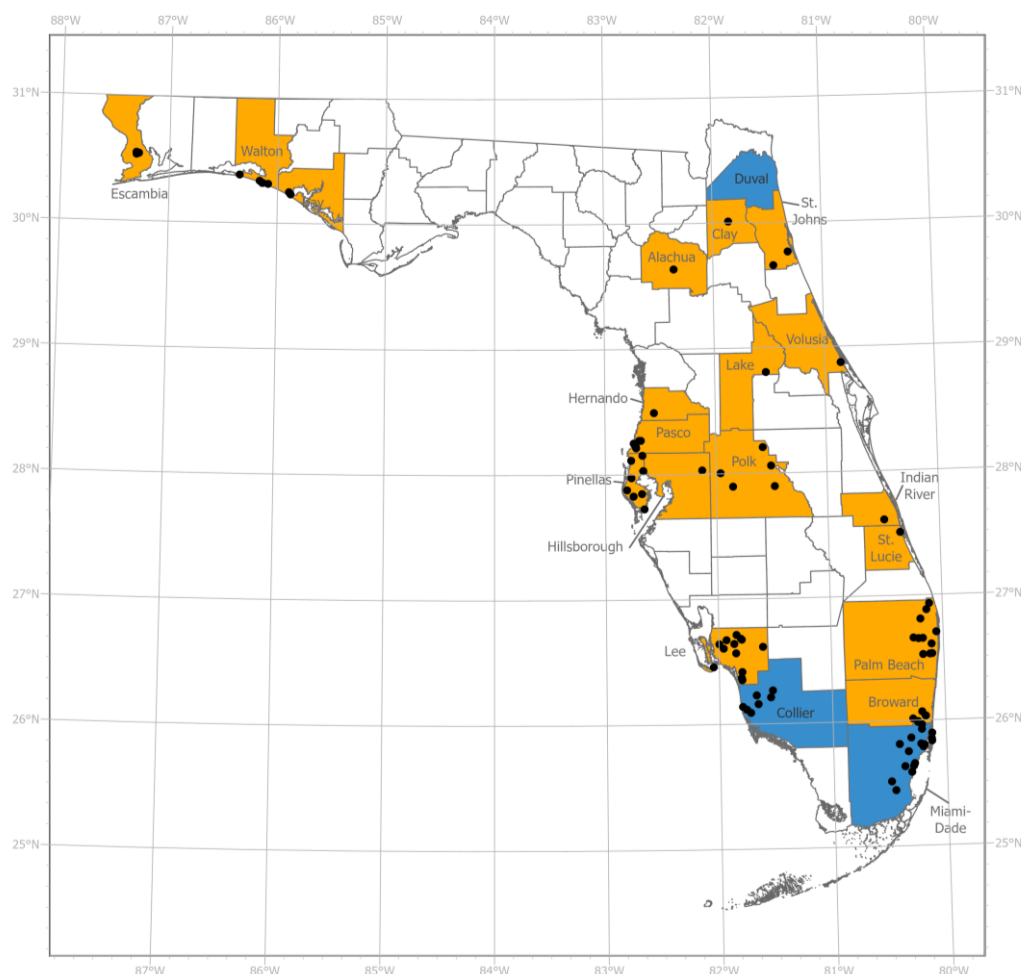 88°W 87°W 86°W 85°W 84°W 83°W 82°W 81°W 80°W
31°N 31°N
Walton
Escambia
Duval
St.
Johns
30°N 30°N
Clay
Alachua
29°N 29°N
Volusia
Lake
Hernando
Pasco
28°N 28°N
Polk
Pinellas
Indian
River
Hillsborough
St.
Lucie
27°N 27°N
Lee
Palm Beach
Broward
Collier
26°N 26°N
Miami-
Dade
25°N 25°N
87°W 86°W 85°W 84°W 83°W 82°W 81°W 80°W